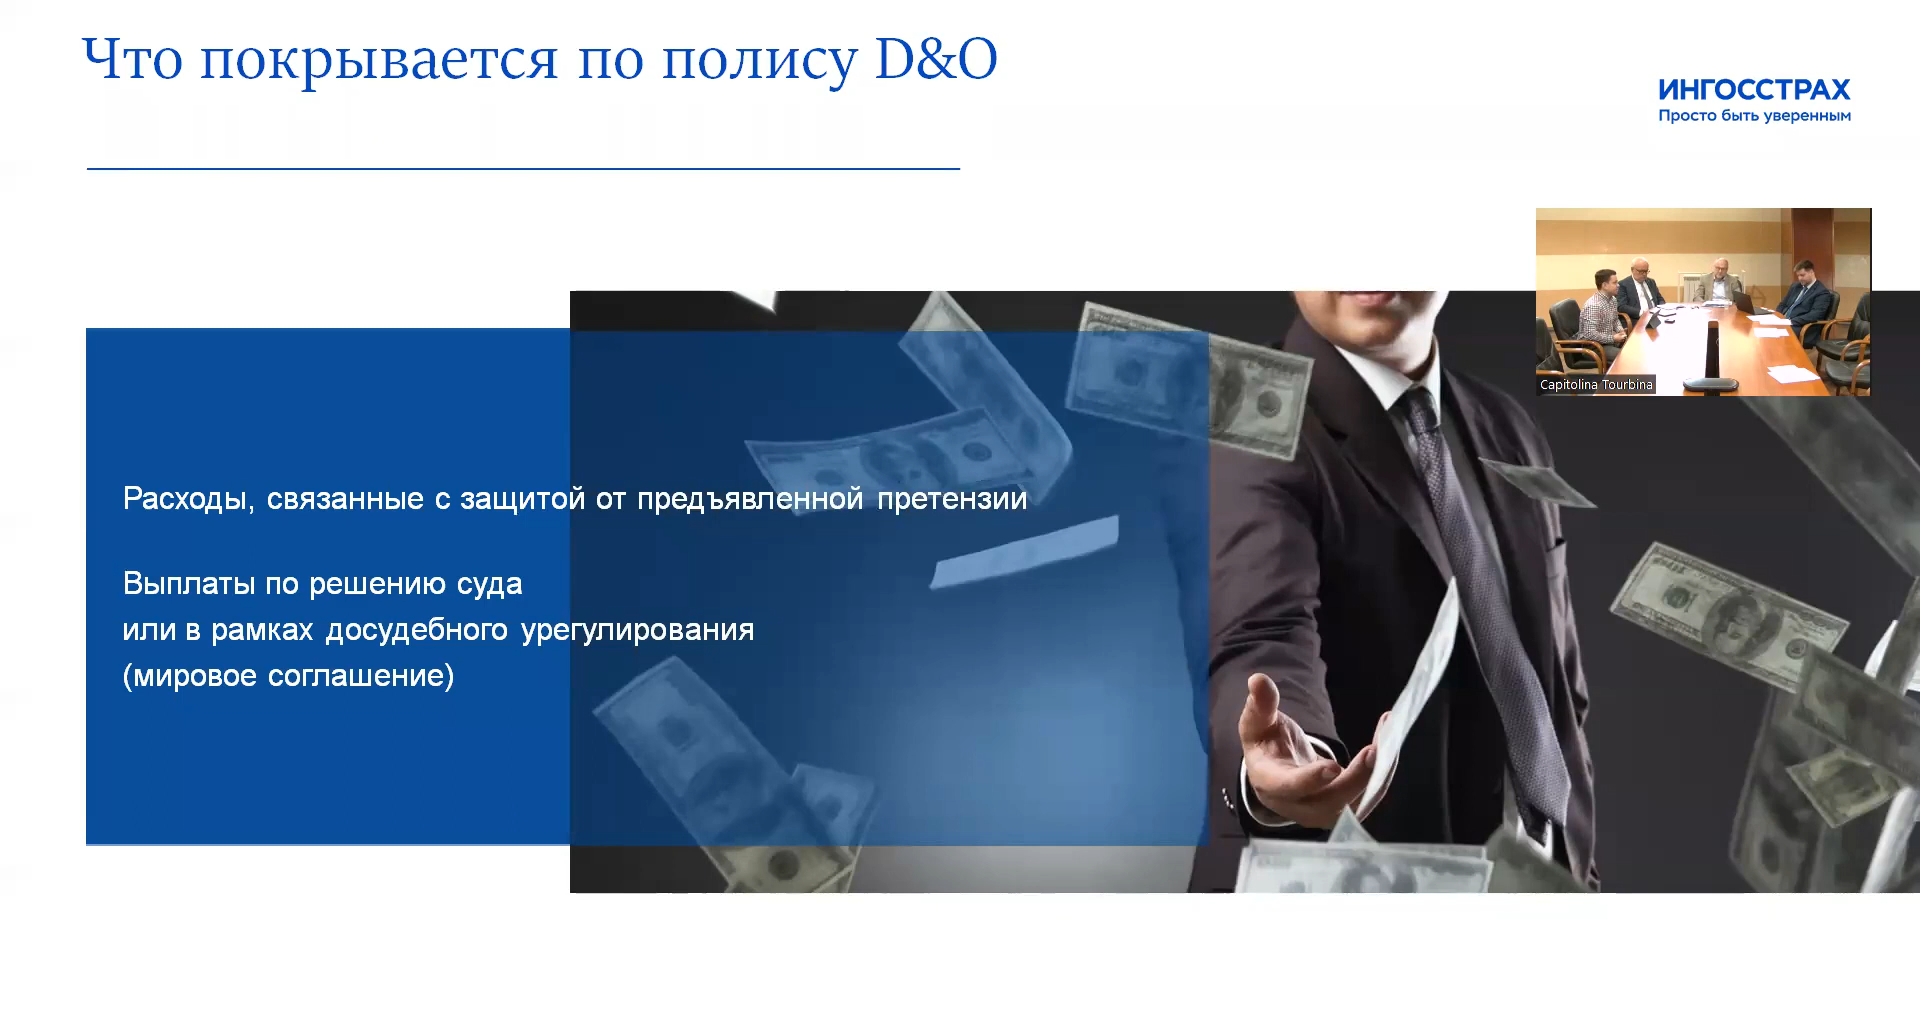 Что покрывается по полису D&O
ИНГОССТРАХ
Просто быть уверенным
Capitolina Tourbina
Расходы, связанные с защитой от предъявленной претензии
Выплаты по решению суда
или в рамках досудебного урегулирования
(мировое соглашение)